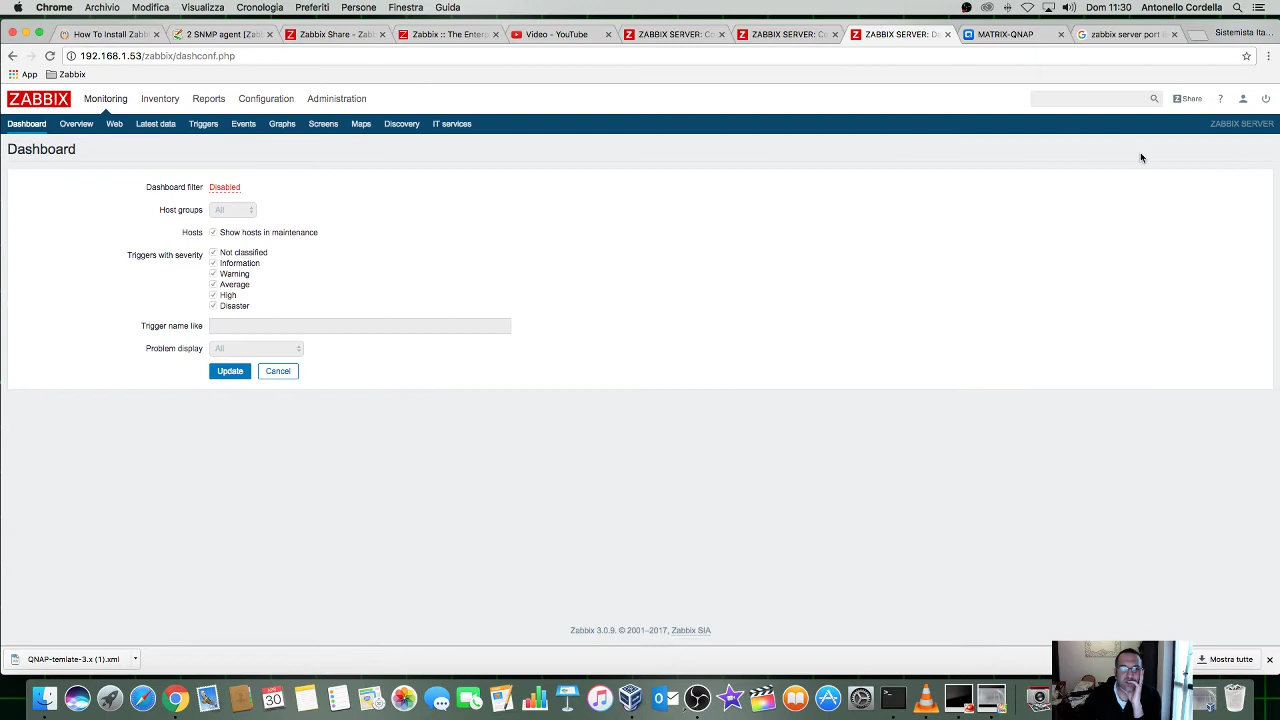 Chrome Archivio Modifica Visualizza Cronologia Preferiti Persone Finestra Guida Dom 11:30 Antonello Cordella
How To Install Zabbi 2 SNMP agent [Zabb Zabbix Share - Zabb Zabbix :: The Enterp Video - YouTube ZABBIX SERVER: Co ZABBIX SERVER: Co ZABBIX SERVER: Da MATRIX-QNAP zabbix server port Sistemista Ita...
192.168.1.53/zabbix/dashconf.php
App Zabbix
ZABBIX Monitoring Inventory Reports Configuration Administration Z Share ?
Dashboard Overview Web Latest data Triggers Events Graphs Screens Maps Discovery IT services ZABBIX SERVER
Dashboard
Dashboard filter Disabled
Host groups All
Hosts Show hosts in maintenance
Triggers with severity Not classified
Information
Warning
Average
High
Disaster
Trigger name like
Problem display All
Update Cancel
Zabbix 3.0.9. © 2001–2017, Zabbix SIA
QNAP-temlate-3.x (1).xml Mostra tutte
30